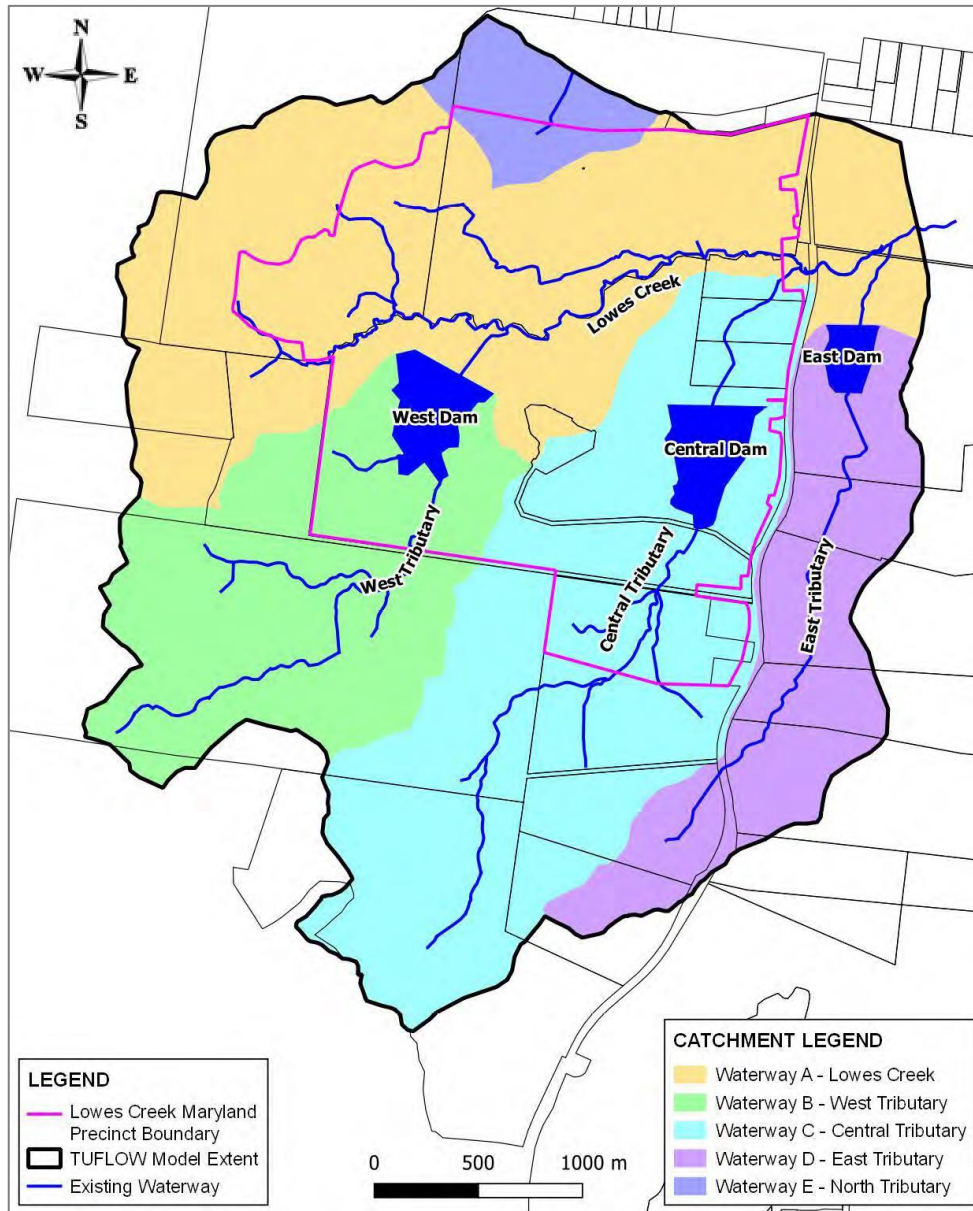 N
W E
S
Lowes Creek
East Dam
West Dam
Central Dam
West Tributary
Central Tributary
East Tributary
LEGEND
Lowes Creek Maryland
Precinct Boundary
TUFLOW Model Extent
Existing Waterway
0 500 1000 m
CATCHMENT LEGEND
Waterway A - Lowes Creek
Waterway B - West Tributary
Waterway C - Central Tributary
Waterway D - East Tributary
Waterway E - North Tributary